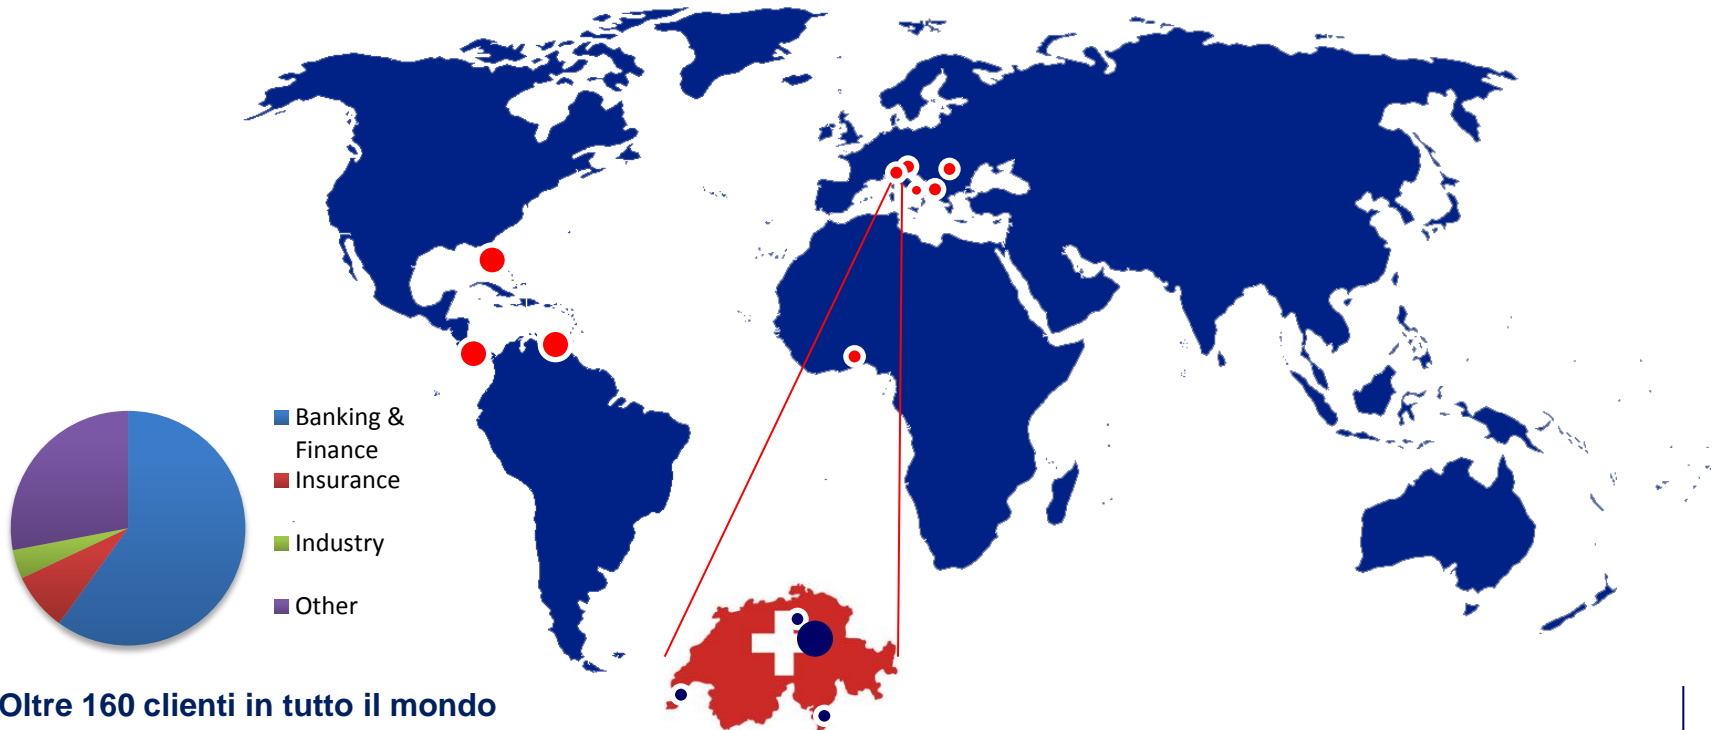 Banking &
Finance
Insurance
Industry
Other
Oltre 160 clienti in tutto il mondo